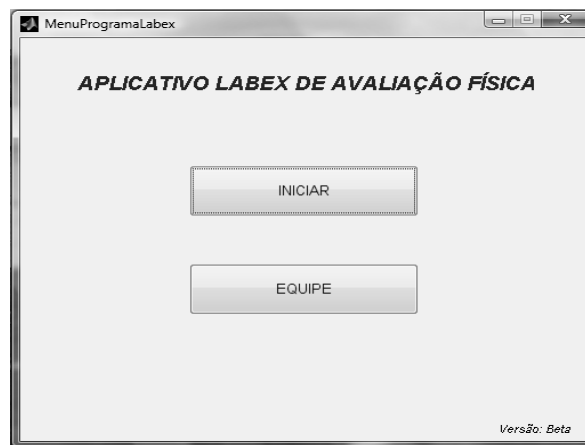 MenuProgramaLabex
APLICATIVO LABEX DE AVALIAÇÃO FÍSICA
INICIAR
EQUIPE
Versão: Beta